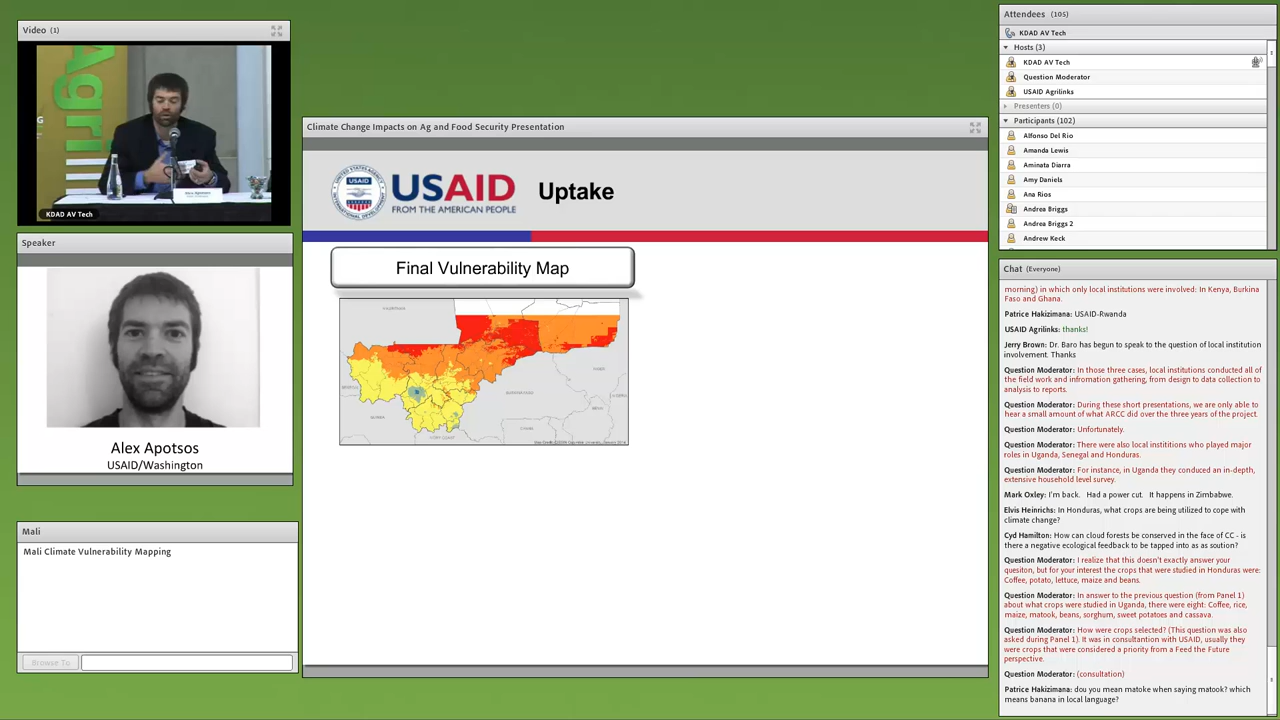 Video (1)
Agril
KDAD AV Tech
Speaker
Alex Apotsos
USAID/Washington
Mali
Mali Climate Vulnerability Mapping
Browse To
Climate Change Impacts on Ag and Food Security Presentation
USAID
FROM THE AMERICAN PEOPLE
Uptake
Final Vulnerability Map
Attendees (105)
KDAD AV Tech
Hosts (3)
KDAD AV Tech
Question Moderator
USAID Agrilinks
Presenters (0)
Participants (102)
Alfonso Del Rio
Amanda Lewis
Aminata Diarra
Amy Daniels
Ana Rios
Andrea Briggs
Andrea Briggs 2
Andrew Keck
Chat (Everyone)
morning) in which only local institutions were involved: In Kenya, Burkina
Faso and Ghana.
Patrice Hakizimana: USAID-Rwanda
USAID Agrilinks: thanks!
Jerry Brown: Dr. Baro has begun to speak to the question of local institution
involvement. Thanks
Question Moderator: In those three cases, local institutions conducted all of
the field work and infromation gathering, from design to data collection to
analysis to reports.
Question Moderator: During these short presentations, we are only able to
hear a small amount of what ARCC did over the three years of the project.
Question Moderator: Unfortunately.
Question Moderator: There were also local instititions who played major
roles in Uganda, Senegal and Honduras.
Question Moderator: For instance, in Uganda they conduced an in-depth,
extensive household level survey.
Mark Oxley: I'm back. Had a power cut. It happens in Zimbabwe.
Elvis Heinrichs: In Honduras, what crops are being utilized to cope with
climate change?
Cyd Hamilton: How can cloud forests be conserved in the face of CC - is
there a negative ecological feedback to be tapped into as as soution?
Question Moderator: I realize that this doesn't exactly answer your
quesiton, but for your interest the crops that were studied in Honduras were:
Coffee, potato, lettuce, maize and beans.
Question Moderator: In answer to the previous question (from Panel 1)
about what crops were studied in Uganda, there were eight: Coffee, rice,
maize, matook, beans, sorghum, sweet potatoes and cassava.
Question Moderator: How were crops selected? (This question was also
asked during Panel 1). It was in consultantion with USAID, usually they
were crops that were considered a priority from a Feed the Future
perspective.
Question Moderator: (consultation)
Patrice Hakizimana: dou you mean matoke when saying matook? which
means banana in local language?